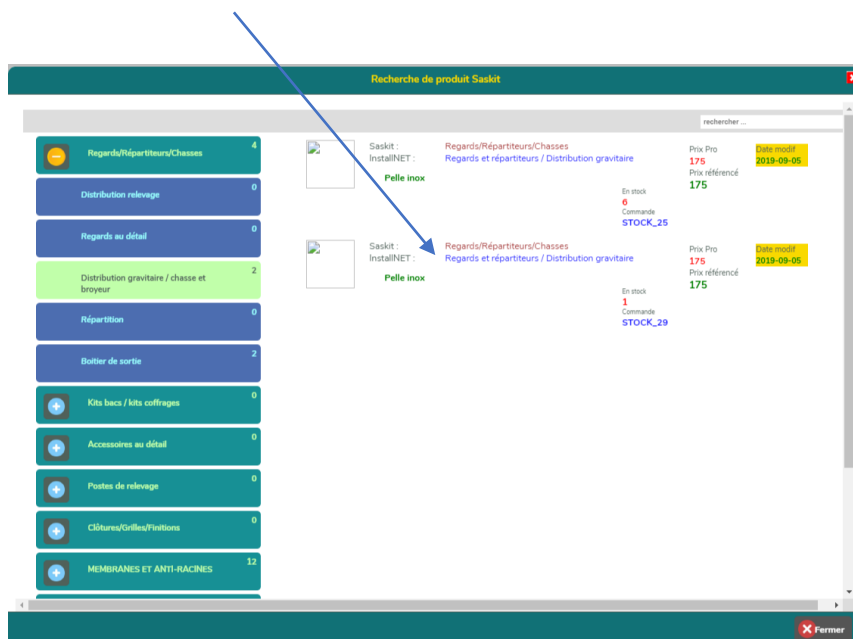 Recherche de produit Saskit
rechercher ...
Regards/Répartiteurs/Chasses 4
Distribution relevage 0
Regards au détail 0
Distribution gravitaire / chasse et 2
broyeur
Répartition 0
Boitier de sortie 2
Kits bacs / kits coffrages 0
Accessoires au détail 0
Postes de relevage 0
Clôtures/Grilles/Finitions 0
MEMBRANES ET ANTI-RACINES 12
Saskit : Regards/Répartiteurs/Chasses
InstallNET : Regards et répartiteurs / Distribution gravitaire
Pelle inox
En stock
6
Commande
STOCK_25
Prix Pro
175
Prix référencé
175
Date modif
2019-09-05
Saskit : Regards/Répartiteurs/Chasses
InstallNET : Regards et répartiteurs / Distribution gravitaire
Pelle inox
En stock
1
Commande
STOCK_29
Prix Pro
175
Prix référencé
175
Date modif
2019-09-05
Fermer